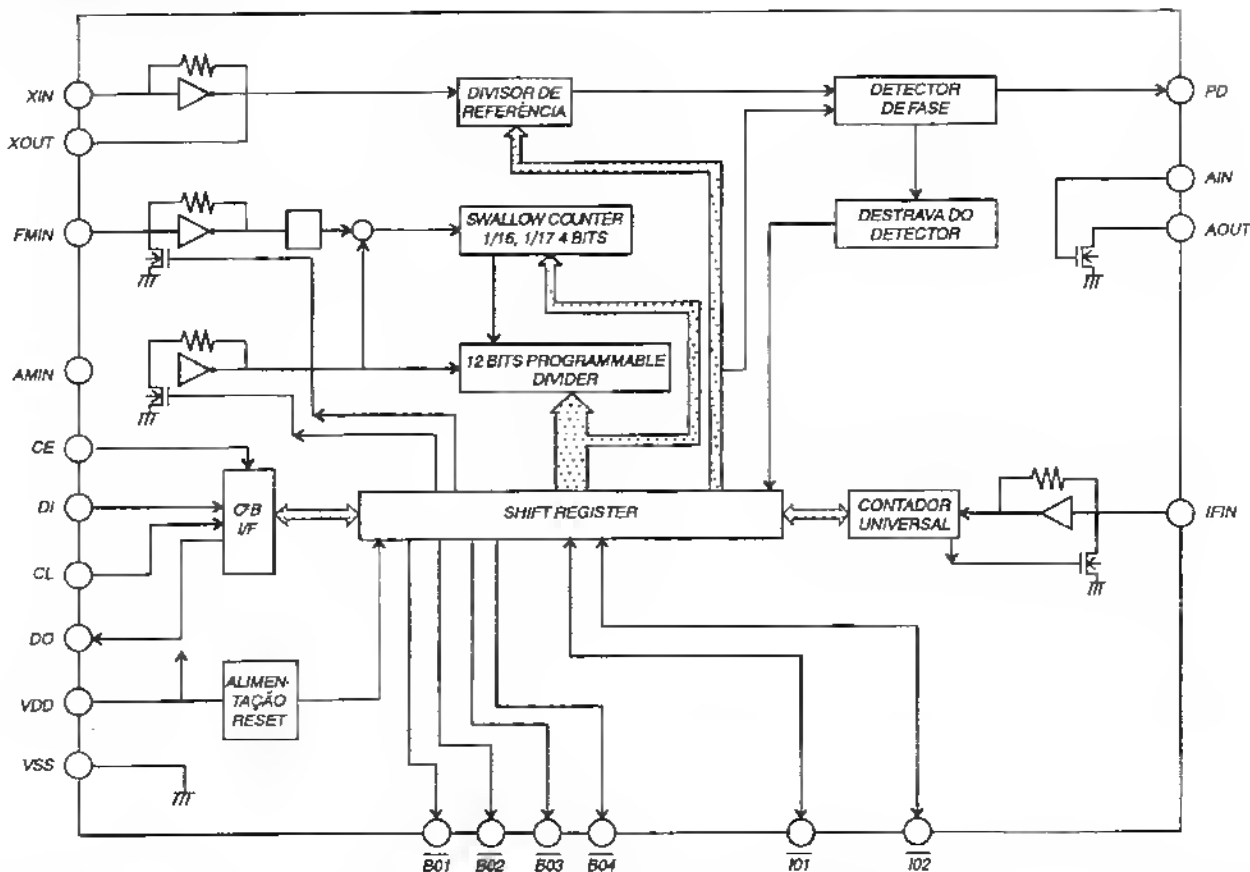 XIN
XOUT
FMIN
AMIN
CE
DI
CL
DO
VDD
VSS
DIVISOR DE
REFERÊNCIA
DETECTOR
DE FASE
PD
AIN
AOUT
SWALLOW COUNTER
1/16, 1/17 4 BITS
DESTRAVA DO
DETECTOR
12 BITS PROGRAMMABLE
DIVIDER
C²B
I/F
SHIFT REGISTER
CONTADOR
UNIVERSAL
IFIN
ALIMEN-
TAÇÃO
RESET
B01
B02
B03
B04
I01
I02